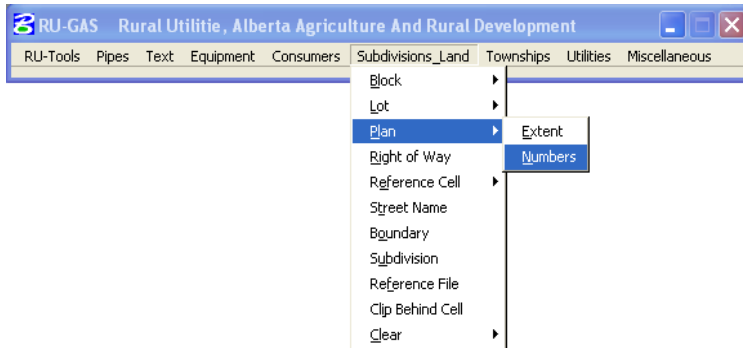 RU-GAS Rural Utilitie, Alberta Agriculture And Rural Development
RU-Tools Pipes Text Equipment Consumers Subdivisions_Land Townships Utilities Miscellaneous
Block
Lot
Plan
Extent
Numbers
Right of Way
Reference Cell
Street Name
Boundary
Subdivision
Reference File
Clip Behind Cell
Clear